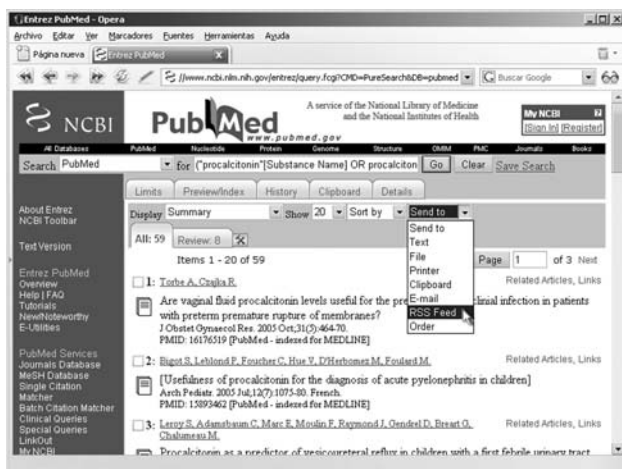 Entrez PubMed - Opera
Archivo Editar Ver Marcadores Fuentes Herramientas Ayuda
Página nueva Entrez PubMed
//www.ncbi.nlm.nih.gov/entrez/query.fcgi?CMD=PureSearch&DB=pubmed Buscar Google
NCBI
PubMed
www.pubmed.gov
A service of the National Library of Medicine
and the National Institutes of Health
My NCBI
[Sign In] [Register]
All Databases PubMed Nucleotide Protein Genome Structure OMIM PMC Journals Books
Search PubMed for ("procalcitonin"[Substance Name] OR procalciton Go Clear Save Search
Limits Preview/Index History Clipboard Details
Display Summary Show 20 Sort by Send to
Send to
Text
File
Printer
Clipboard
E-mail
RSS Feed
Order
All: 59 Review: 8
Items 1 - 20 of 59 Page 1 of 3 Next
1: Torbe A, Czajka R. Related Articles, Links
Are vaginal fluid procalcitonin levels useful for the pre clinial infection in patients
with preterm premature rupture of membranes?
J Obstet Gynaecol Res. 2005 Oct;31(5):464-70.
PMID: 16176519 [PubMed - indexed for MEDLINE]
2: Bigot S, Leblond P, Foucher C, Hue V, D'Herbomez M, Foulard M. Related Articles, Links
[Usefulness of procalcitonin for the diagnosis of acute pyelonephritis in children]
Arch Pediatr. 2005 Jul;12(7):1075-80. French.
PMID: 15893462 [PubMed - indexed for MEDLINE]
3: Leroy S, Adamsbaum C, Marc E, Moulin F, Raymond J, Gendrel D, Breart G, Related Articles, Links
Chalumeau M.
Procalcitonin as a predictor of vesicoureteral reflux in children with a first febrile urinary tract
About Entrez
NCBI Toolbar
Text Version
Entrez PubMed
Overview
Help | FAQ
Tutorials
New/Noteworthy
E-Utilities
PubMed Services
Journals Database
MeSH Database
Single Citation
Matcher
Batch Citation Matcher
Clinical Queries
Special Queries
LinkOut
My NCBI